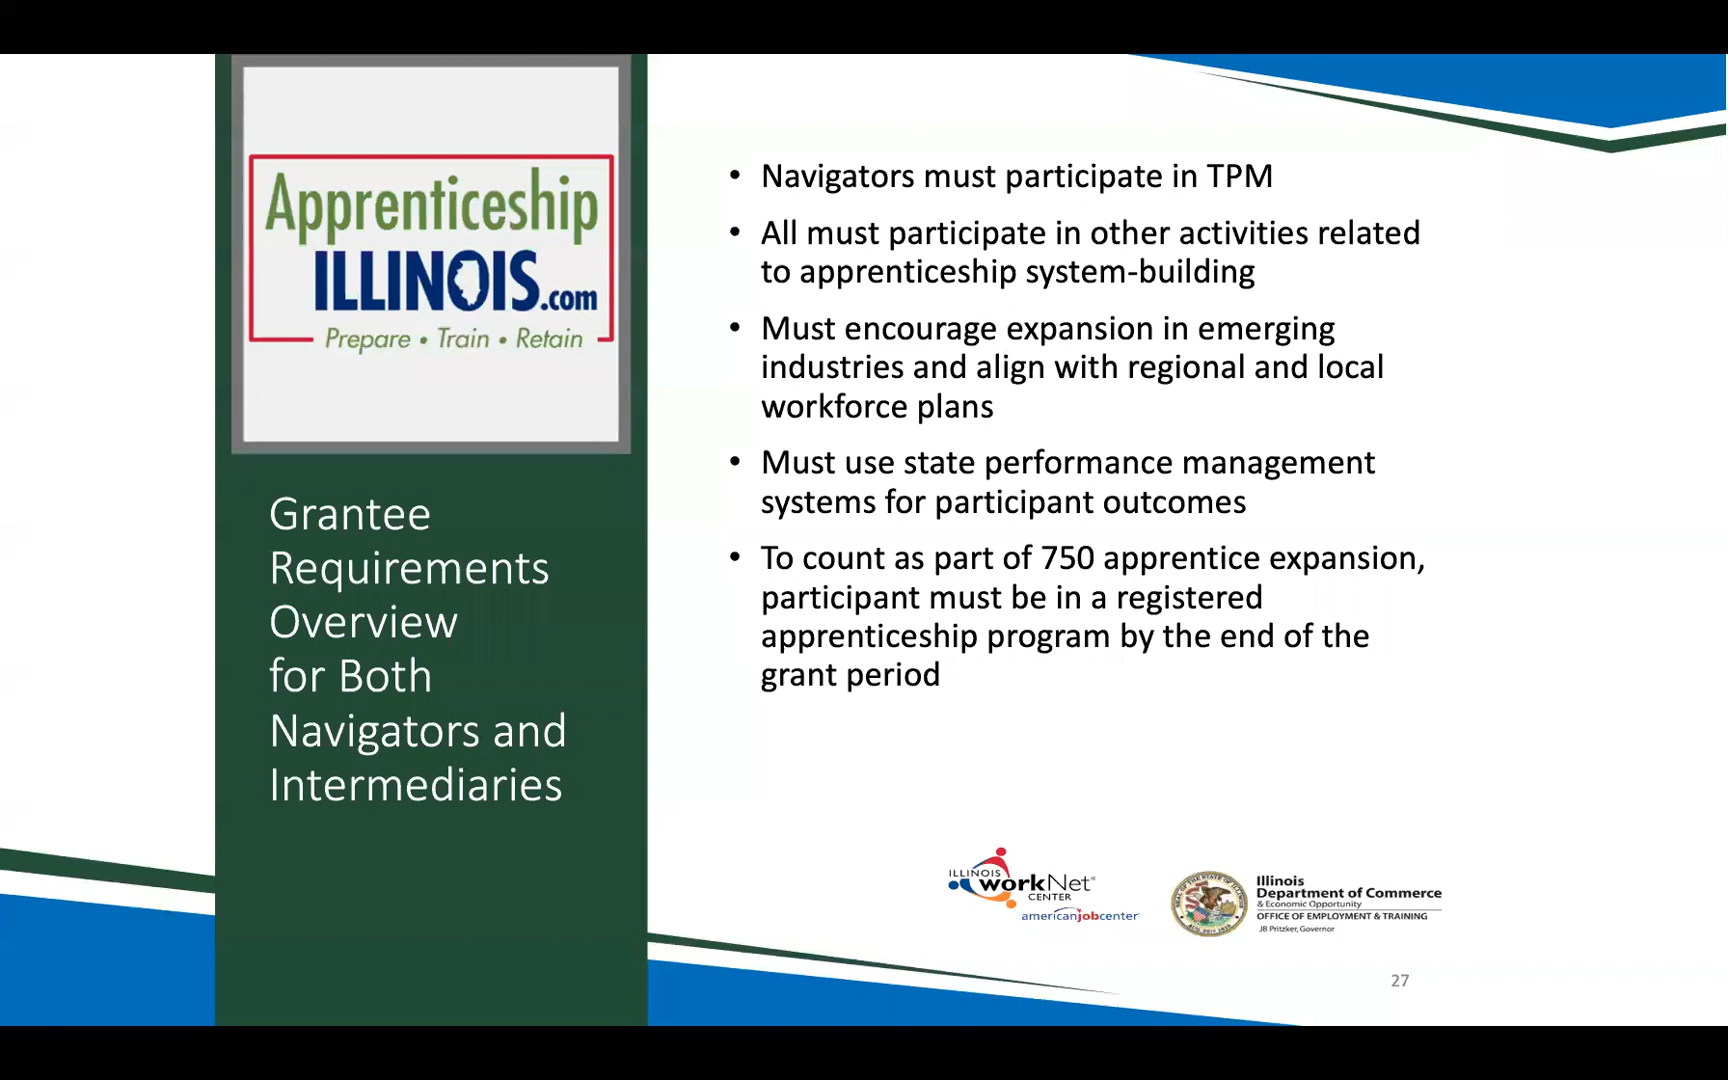 Apprenticeship
ILLINOIS.com
Prepare • Train • Retain
Grantee
Requirements
Overview
for Both
Navigators and
Intermediaries
• Navigators must participate in TPM
• All must participate in other activities related
to apprenticeship system-building
• Must encourage expansion in emerging
industries and align with regional and local
workforce plans
• Must use state performance management
systems for participant outcomes
• To count as part of 750 apprentice expansion,
participant must be in a registered
apprenticeship program by the end of the
grant period
ILLINOIS
workNet®
CENTER
americanjobcenter
Illinois
Department of Commerce
& Economic Opportunity
OFFICE OF EMPLOYMENT & TRAINING
JB Pritzker, Governor
27